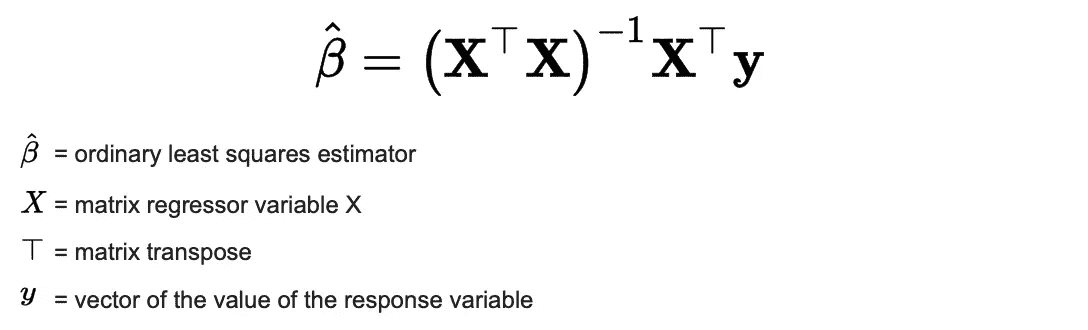 β̂ = (X⊤X)⁻¹X⊤y
β̂ = ordinary least squares estimator
X = matrix regressor variable X
⊤ = matrix transpose
y = vector of the value of the response variable